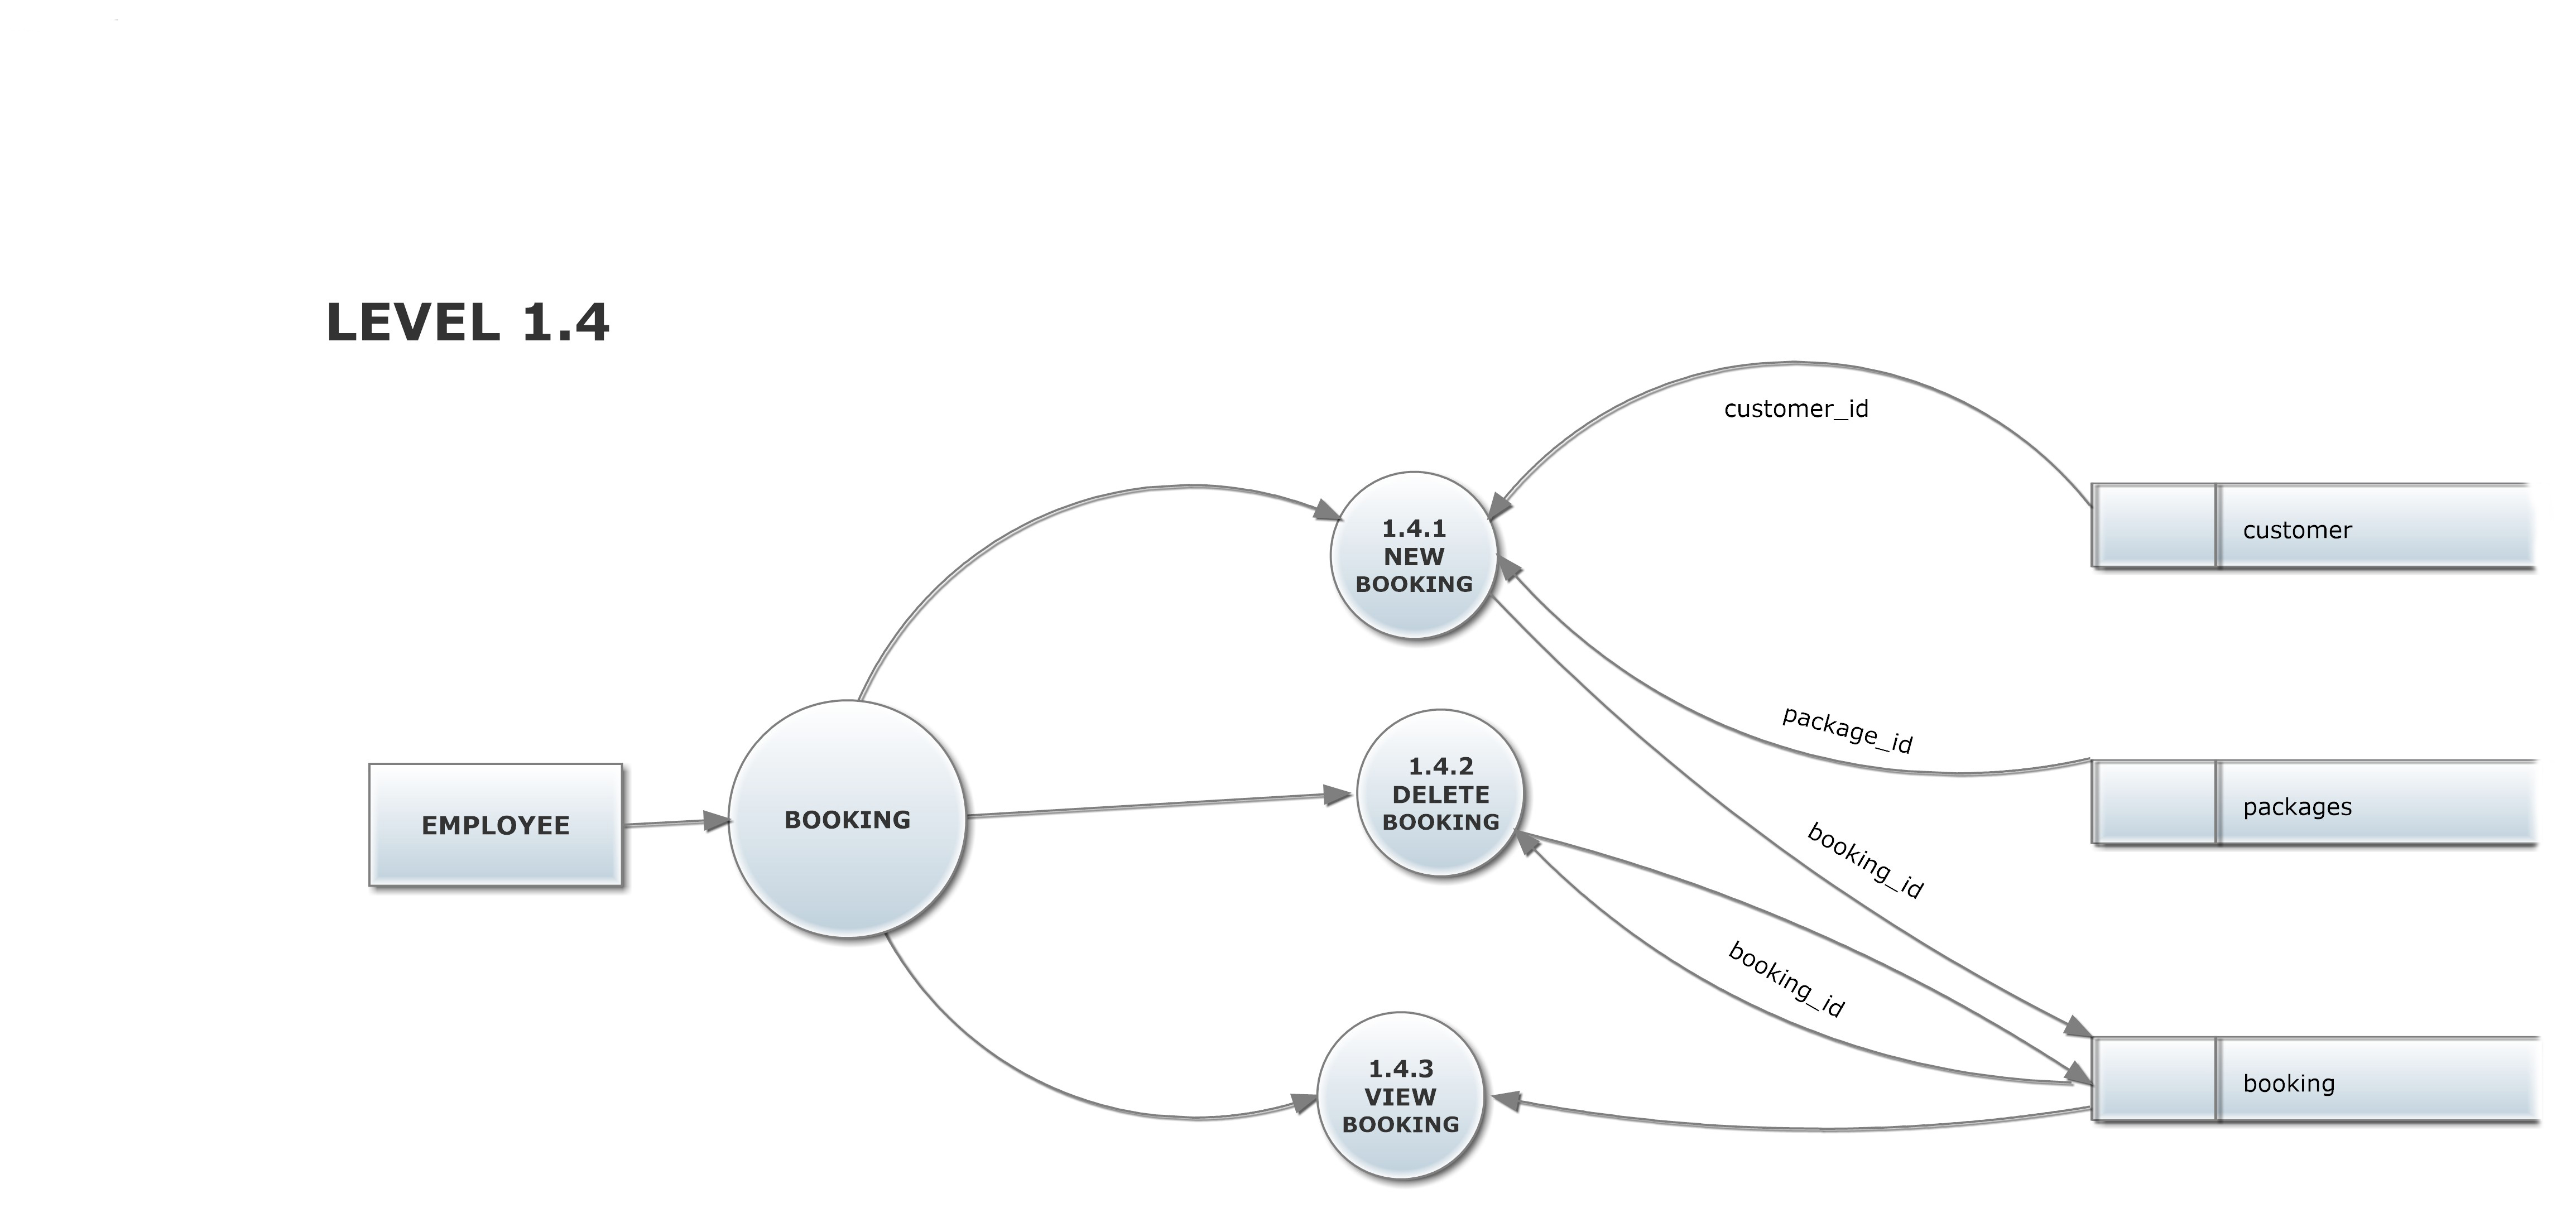 LEVEL 1.4
customer_id
1.4.1
NEW
BOOKING
customer
package_id
1.4.2
DELETE
BOOKING
packages
EMPLOYEE
BOOKING
booking_id
booking_id
1.4.3
VIEW
BOOKING
booking